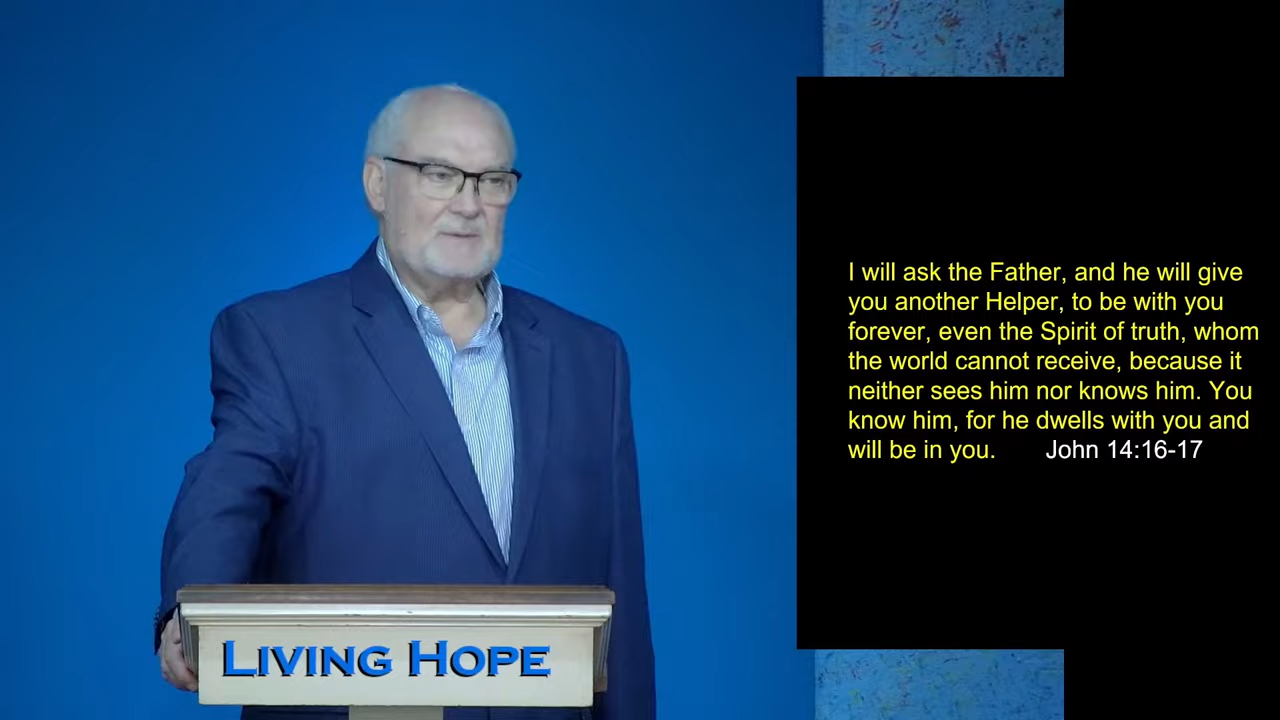 I will ask the Father, and he will give
you another Helper, to be with you
forever, even the Spirit of truth, whom
the world cannot receive, because it
neither sees him nor knows him. You
know him, for he dwells with you and
will be in you. John 14:16-17
LIVING HOPE